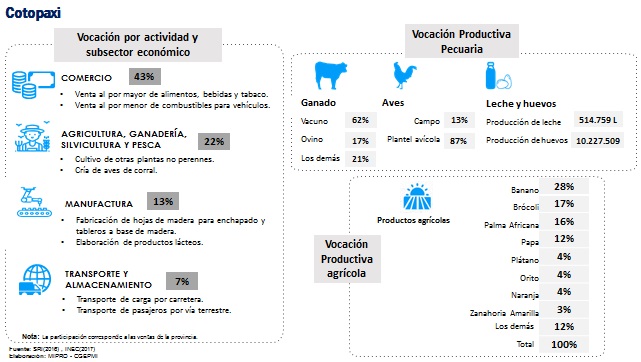 Cotopaxi
Vocación por actividad y
subsector económico
COMERCIO 43%
• Venta al por mayor de alimentos, bebidas y tabaco.
• Venta al por menor de combustibles para vehículos.
AGRICULTURA, GANADERÍA,
SILVICULTURA Y PESCA 22%
• Cultivo de otras plantas no perennes.
• Cría de aves de corral.
MANUFACTURA 13%
• Fabricación de hojas de madera para enchapado y
tableros a base de madera.
• Elaboración de productos lácteos.
TRANSPORTE Y
ALMACENAMIENTO 7%
• Transporte de carga por carretera.
• Transporte de pasajeros por vía terrestre.
Nota: La participación corresponde a las ventas de la provincia.
Fuente: SRI(2016) , INEC(2017)
Elaboración: MIPRO - CGEPMI
Vocación Productiva
Pecuaria
Ganado
Vacuno 62%
Ovino 17%
Los demás 21%
Aves
Campo 13%
Plantel avícola 87%
Leche y huevos
Producción de leche 514.759 L
Producción de huevos 10.227.509
Vocación
Productiva
agrícola
Productos agrícolas
Banano 28%
Brócoli 17%
Palma Africana 16%
Papa 12%
Plátano 4%
Orito 4%
Naranja 4%
Zanahoria Amarilla 3%
Los demás 12%
Total 100%